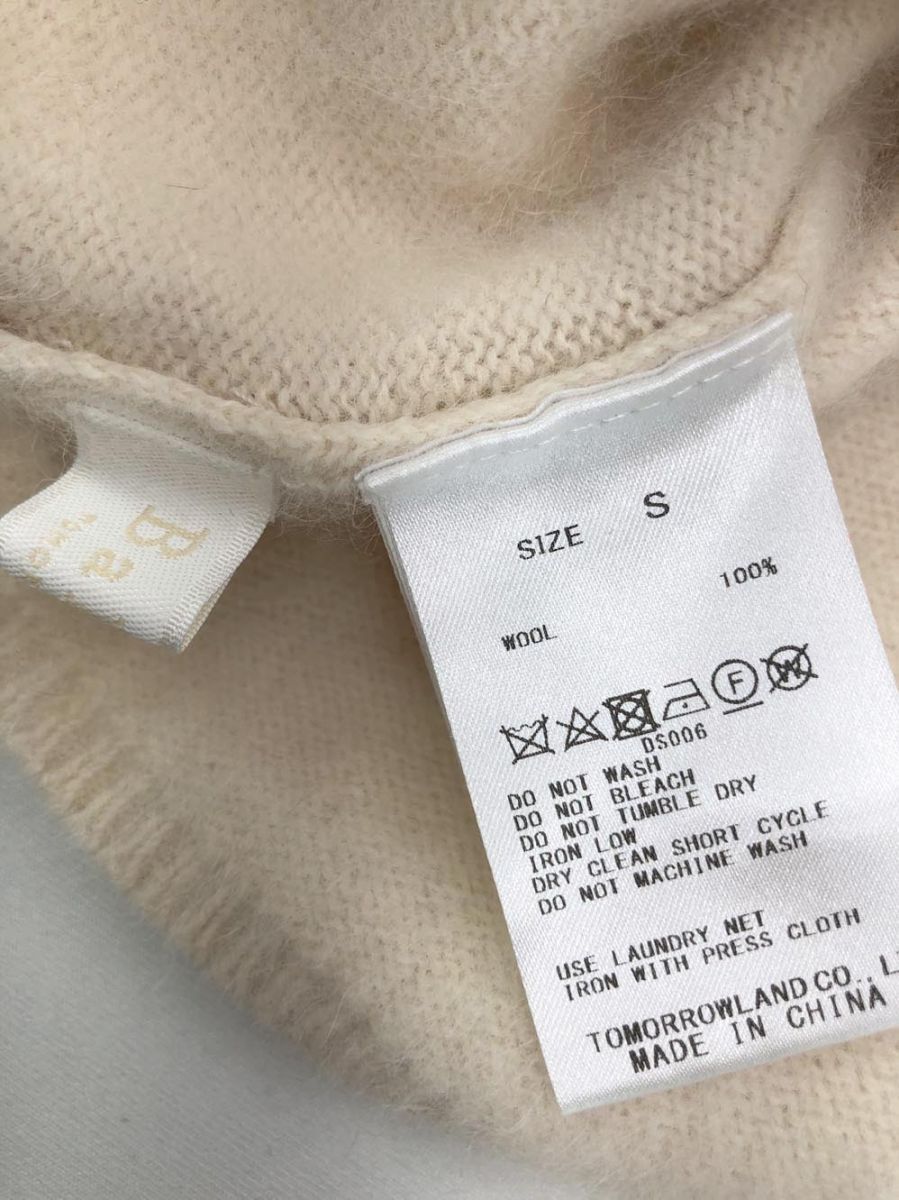 SIZE S
100%
WOOL
W
F
DS006
DO NOT WASH
DO NOT BLEACH
DO NOT TUMBLE DRY
IRON LOW
DRY CLEAN SHORT CYCLE
DO NOT MACHINE WASH
USE LAUNDRY NET
IRON WITH PRESS CLOTH
TOMORROWLAND CO.,
MADE IN CHINA